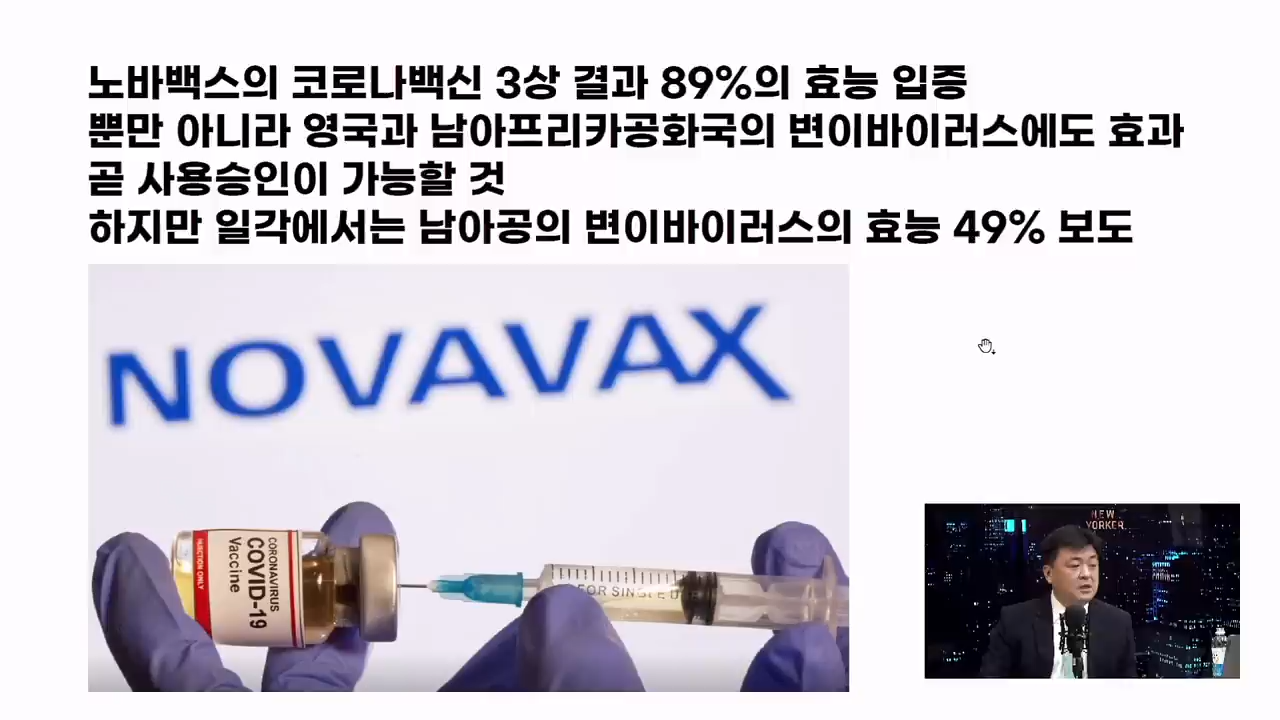 노바백스의 코로나백신 3상 결과 89%의 효능 입증
뿐만 아니라 영국과 남아프리카공화국의 변이바이러스에도 효과
곧 사용승인이 가능할 것
하지만 일각에서는 남아공의 변이바이러스의 효능 49% 보도
NOVAVAX
INJECTION ONLY
CORONAVIRUS
COVID-19
Vaccine
FOR SINGLE U
NEW
YORKER